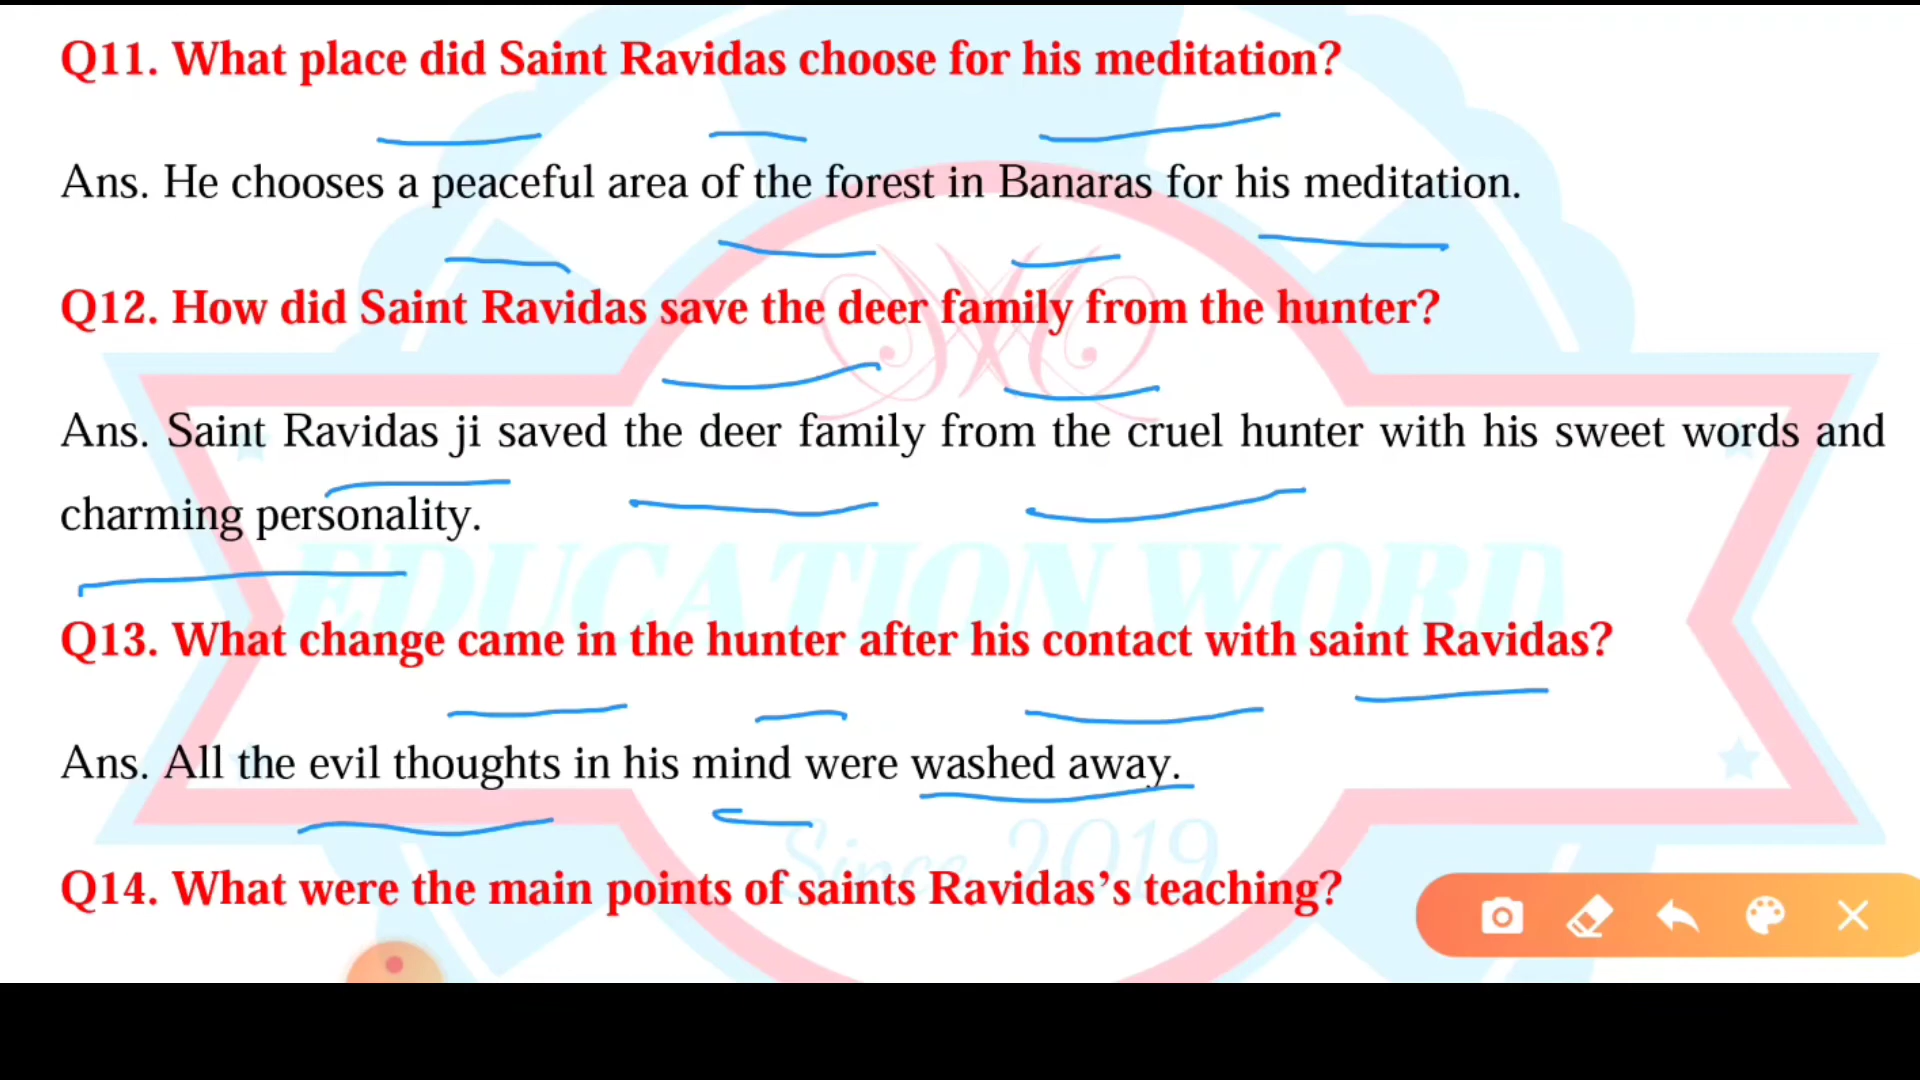 Q11. What place did Saint Ravidas choose for his meditation?
Ans. He chooses a peaceful area of the forest in Banaras for his meditation.
Q12. How did Saint Ravidas save the deer family from the hunter?
Ans. Saint Ravidas ji saved the deer family from the cruel hunter with his sweet words and
charming personality.
EDUCATION WORD
Q13. What change came in the hunter after his contact with saint Ravidas?
Ans. All the evil thoughts in his mind were washed away.
Since 2019
Q14. What were the main points of saints Ravidas’s teaching?